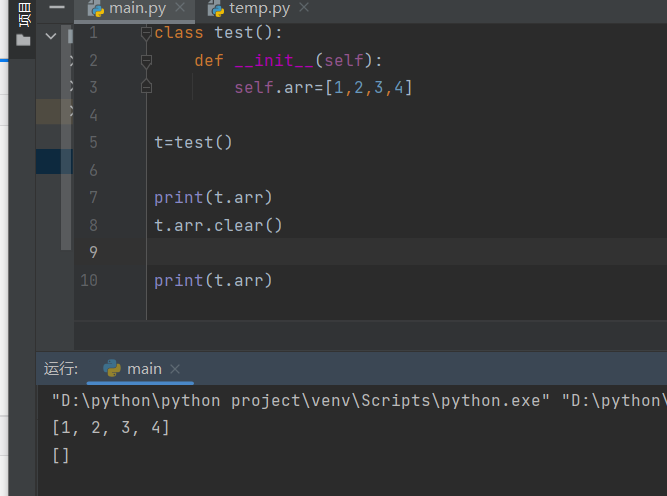 项目
main.py
temp.py
1 class test():
2 def __init__(self):
3 self.arr=[1,2,3,4]
4
5 t=test()
6
7 print(t.arr)
8 t.arr.clear()
9
10 print(t.arr)
运行: main
"D:\python\python project\venv\Scripts\python.exe" "D:\python\
[1, 2, 3, 4]
[]